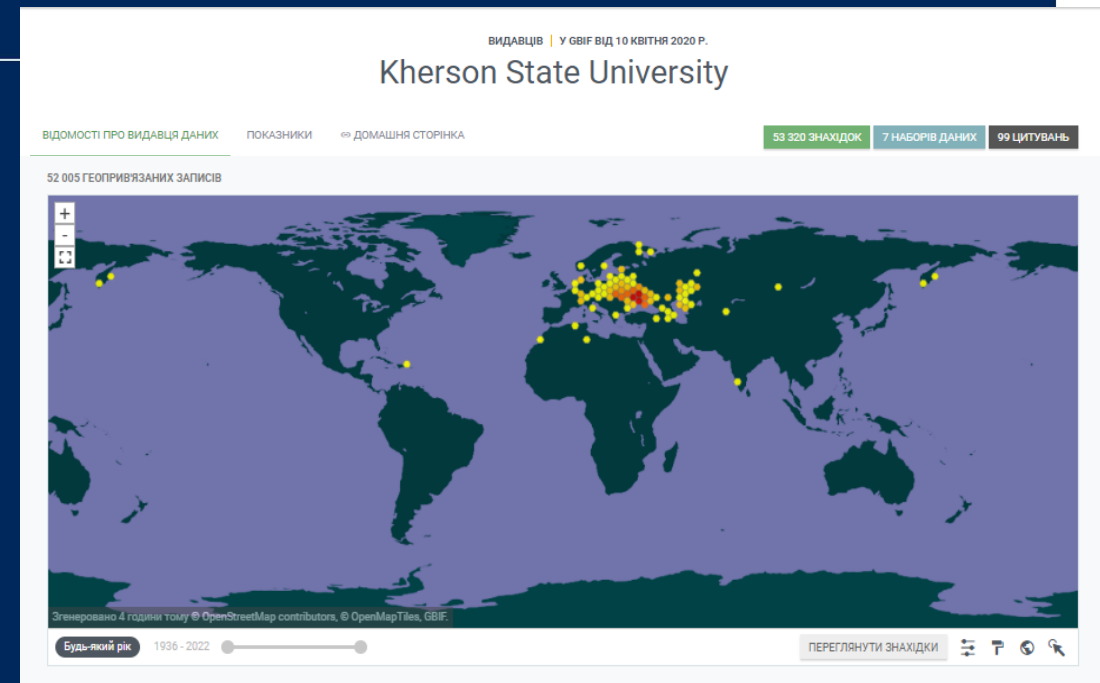 ВИДАВЦІВ | У GBIF ВІД 10 КВІТНЯ 2020 Р.
Kherson State University
ВІДОМОСТІ ПРО ВИДАВЦЯ ДАНИХ ПОКАЗНИКИ ДОМАШНЯ СТОРІНКА 53 320 ЗНАХІДОК 7 НАБОРІВ ДАНИХ 99 ЦИТУВАНЬ
52 005 ГЕОПРИВ'ЯЗАНИХ ЗАПИСІВ
+
-
Згенеровано 4 години тому © OpenStreetMap contributors, © OpenMapTiles, GBIF.
Будь-який рік 1936 - 2022 ПЕРЕГЛЯНУТИ ЗНАХІДКИ